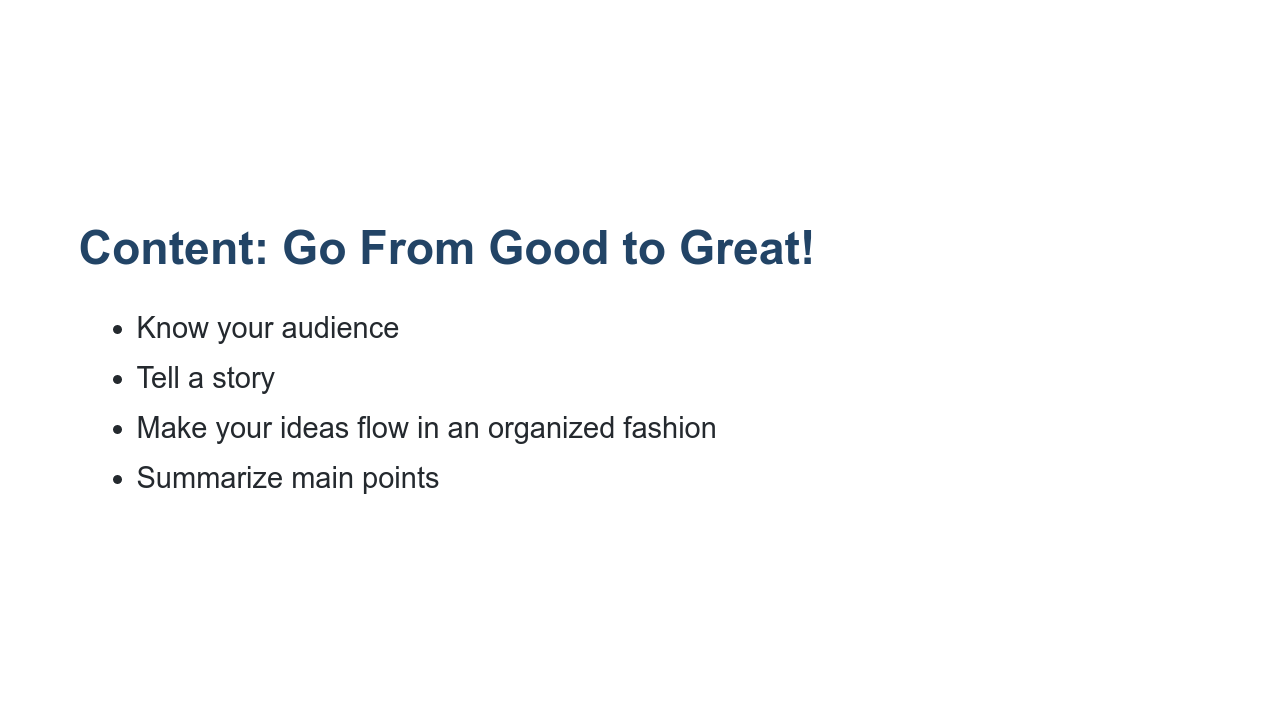 Content: Go From Good to Great!
Know your audience
Tell a story
Make your ideas flow in an organized fashion
Summarize main points